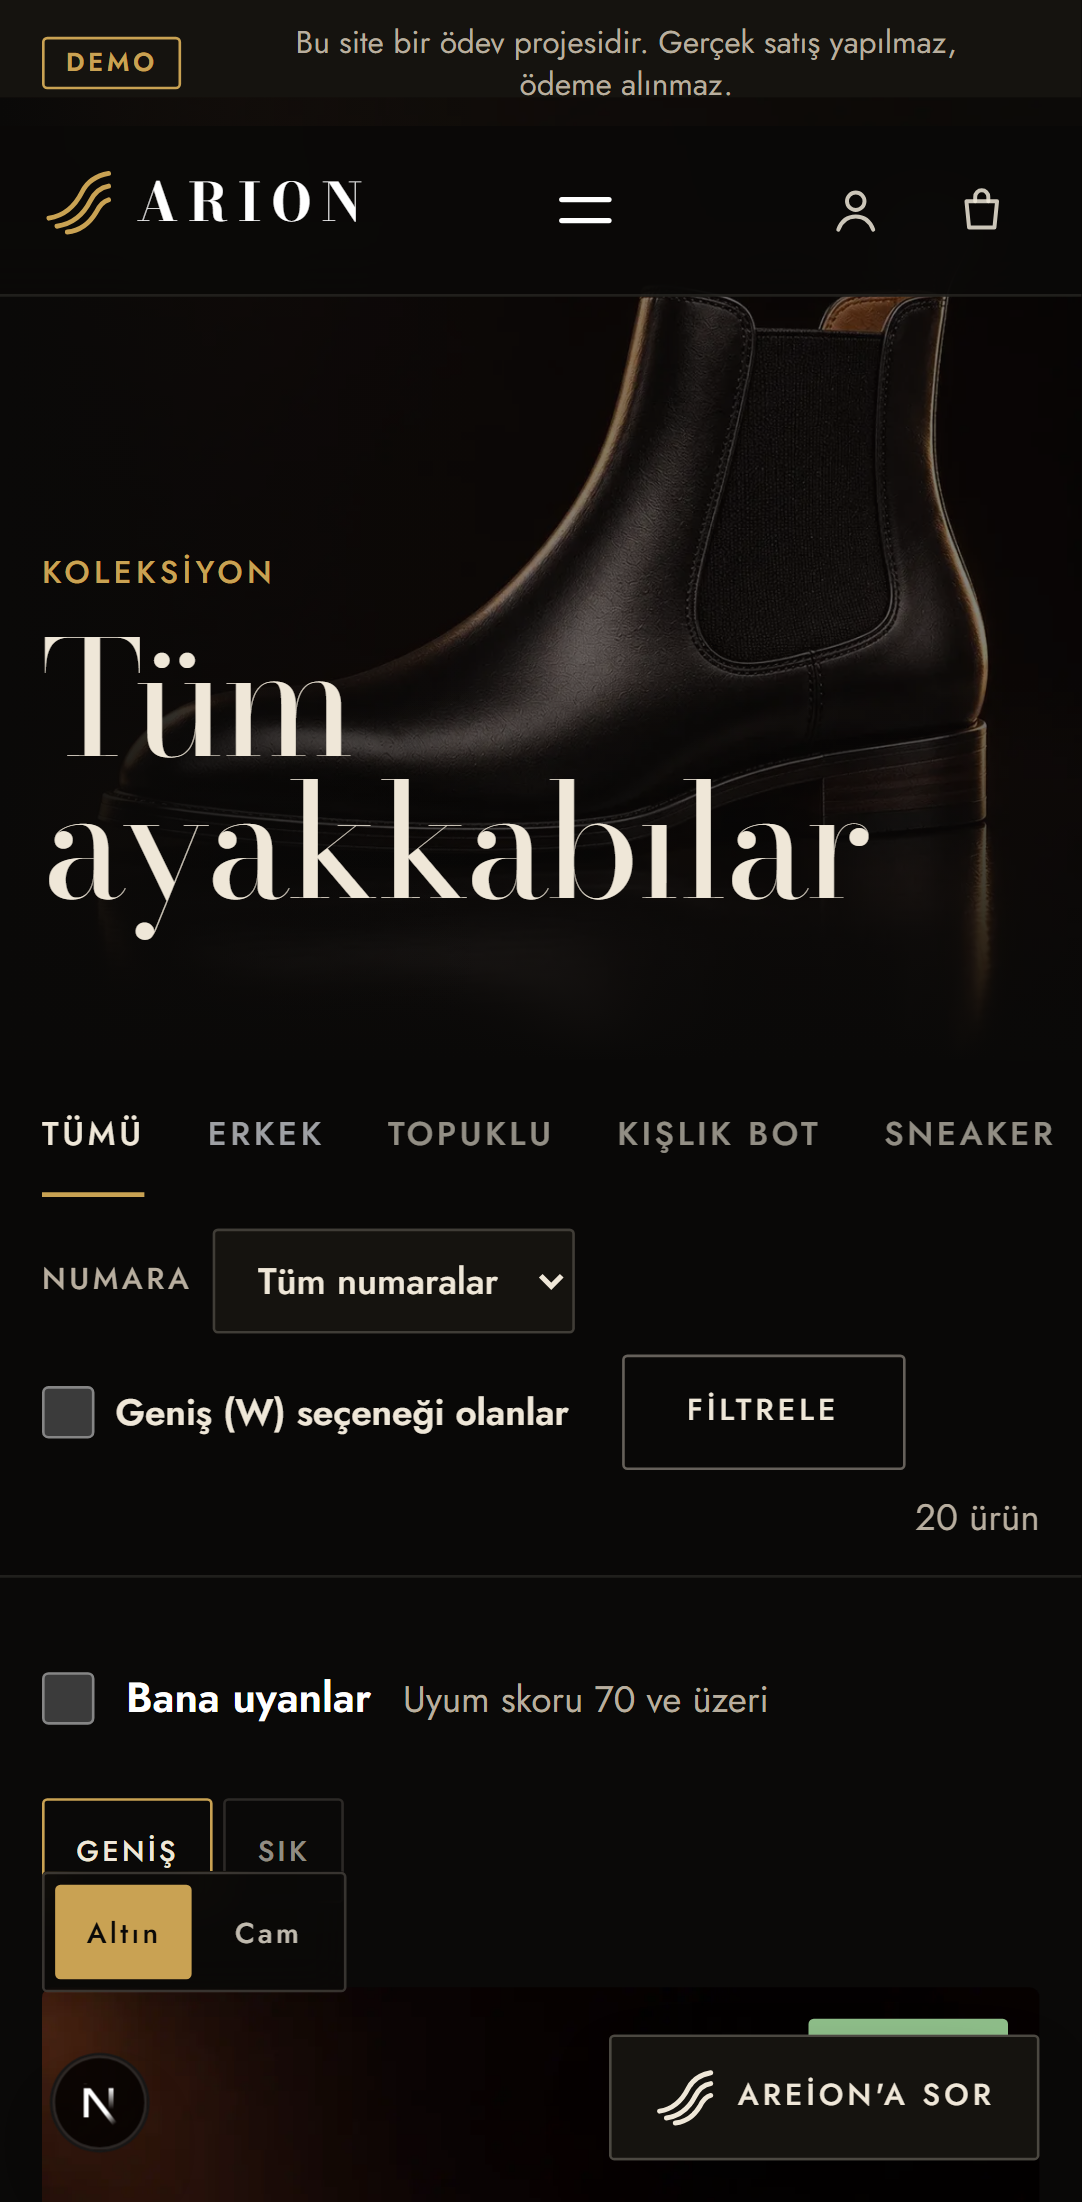 DEMO
Bu site bir ödev projesidir. Gerçek satış yapılmaz,
ödeme alınmaz.
ARION
KOLEKSİYON
Tüm
ayakkabılar
TÜMÜ ERKEK TOPUKLU KIŞLIK BOT SNEAKER
NUMARA Tüm numaralar
Geniş (W) seçeneği olanlar FİLTRELE
20 ürün
Bana uyanlar Uyum skoru 70 ve üzeri
GENİŞ SIK
Altın Cam
N AREİON'A SOR